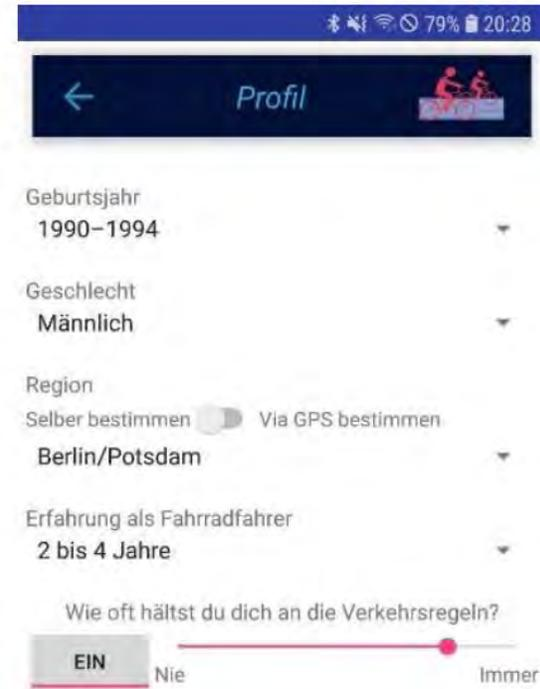 79% 20:28
Profil
Geburtsjahr
1990–1994
Geschlecht
Männlich
Region
Selber bestimmen Via GPS bestimmen
Berlin/Potsdam
Erfahrung als Fahrradfahrer
2 bis 4 Jahre
Wie oft hältst du dich an die Verkehrsregeln?
EIN
Nie Immer